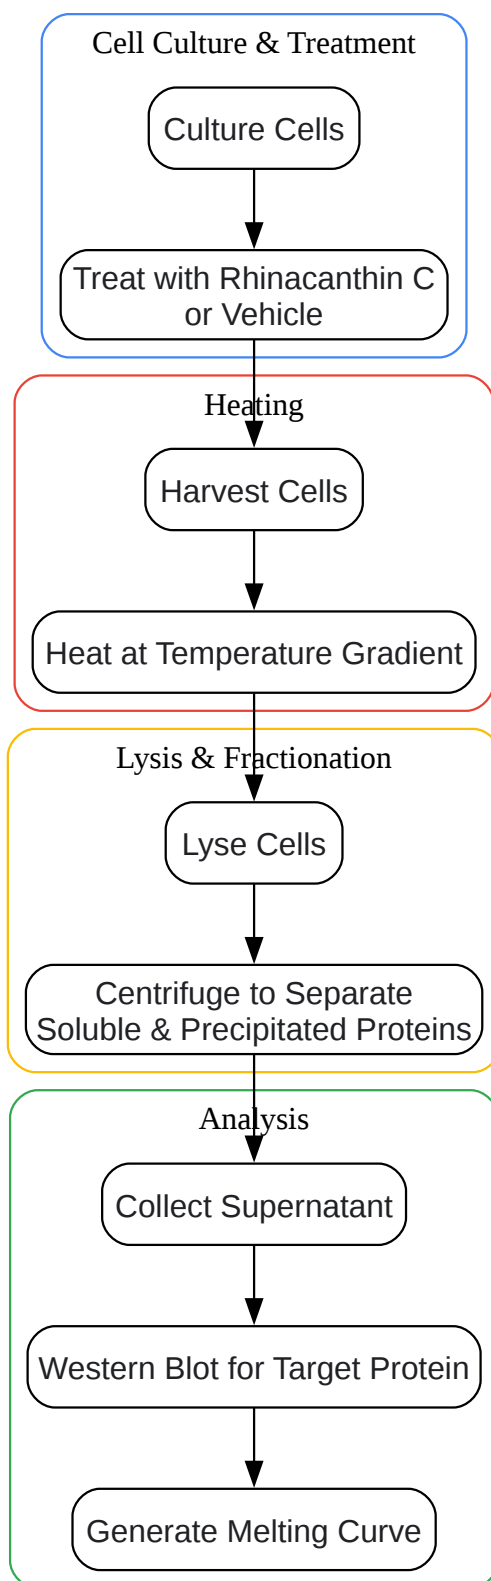 Cell Culture & Treatment
Culture Cells
Treat with Rhinacanthin C
or Vehicle
Heating
Harvest Cells
Heat at Temperature Gradient
Lysis & Fractionation
Lyse Cells
Centrifuge to Separate
Soluble & Precipitated Proteins
Analysis
Collect Supernatant
Western Blot for Target Protein
Generate Melting Curve